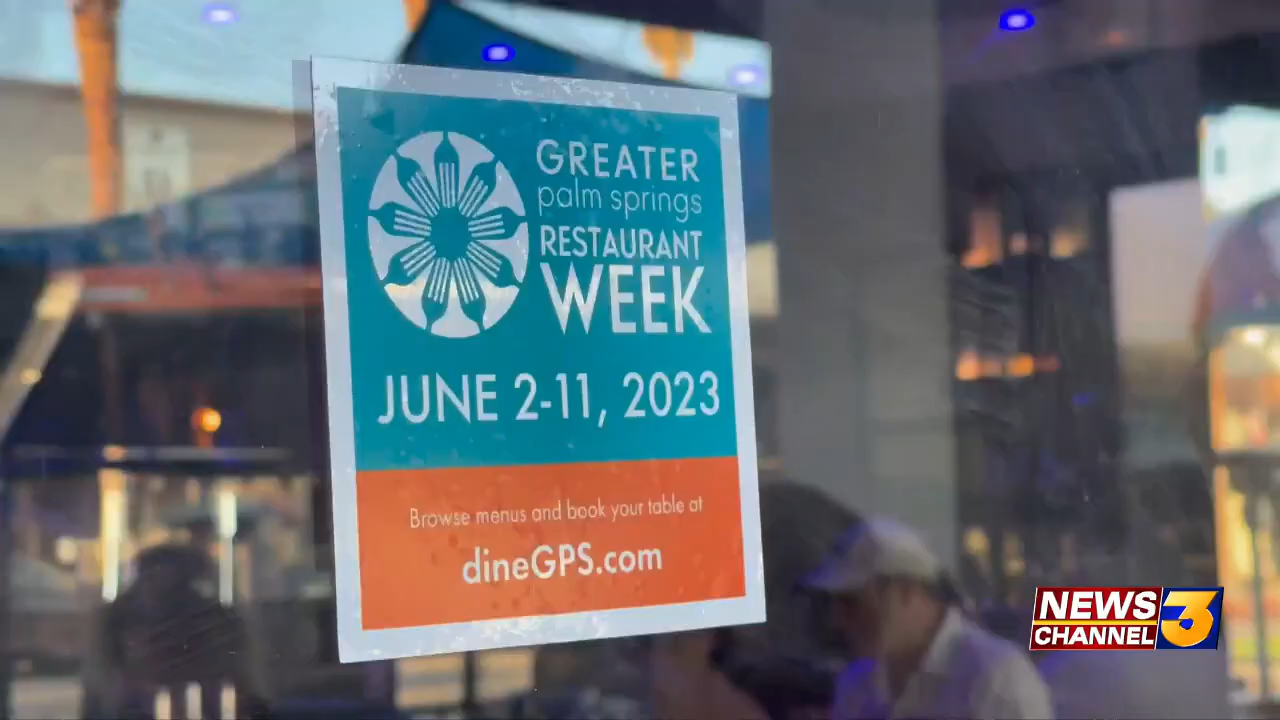 GREATER
palm springs
RESTAURANT
WEEK
JUNE 2-11, 2023
Browse menus and book your table at
dineGPS.com
NEWS
CHANNEL 3